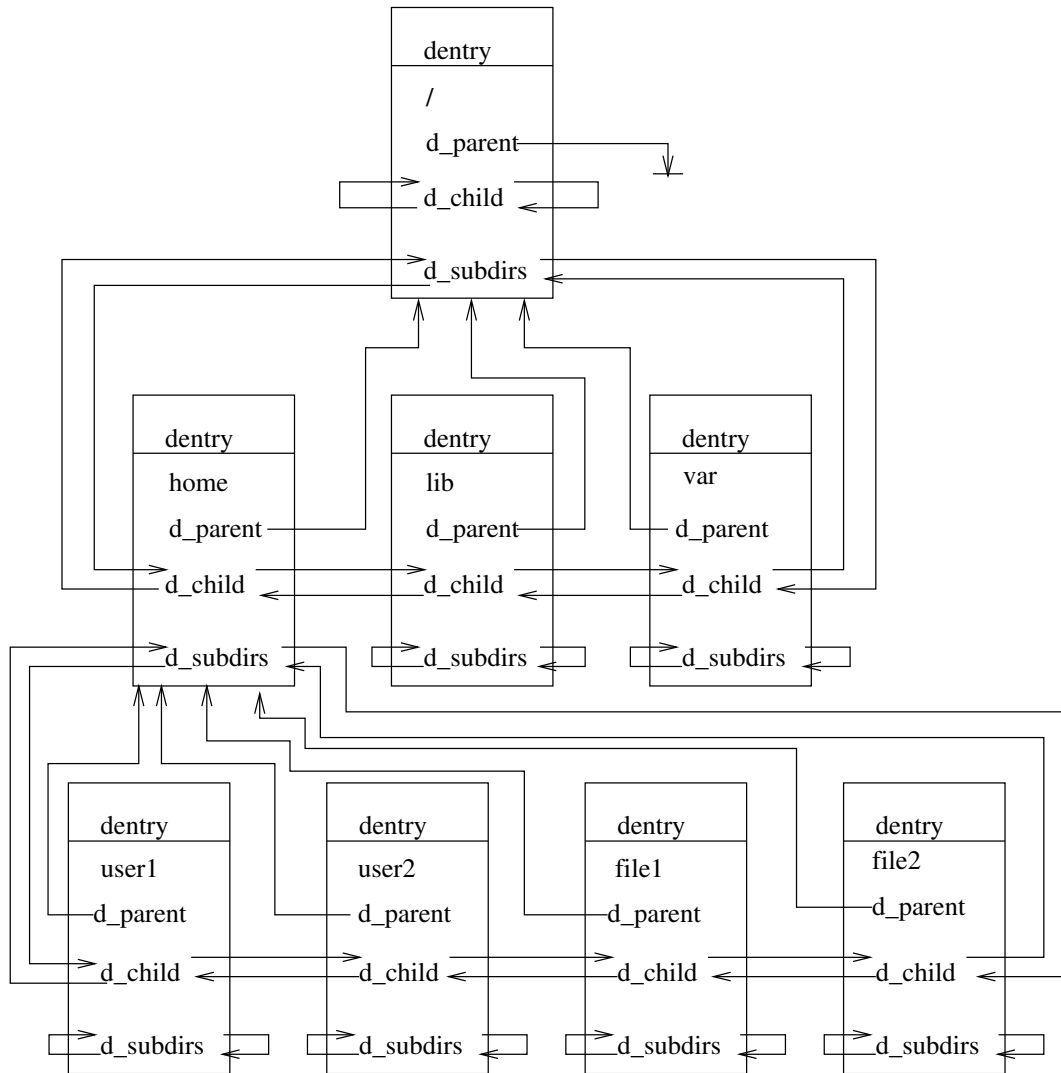 dentry
/
d_parent
d_child
d_subdirs
dentry
home
d_parent
d_child
d_subdirs
dentry
lib
d_parent
d_child
d_subdirs
dentry
var
d_parent
d_child
d_subdirs
dentry
user1
d_parent
d_child
d_subdirs
dentry
user2
d_parent
d_child
d_subdirs
dentry
file1
d_parent
d_child
d_subdirs
dentry
file2
d_parent
d_child
d_subdirs